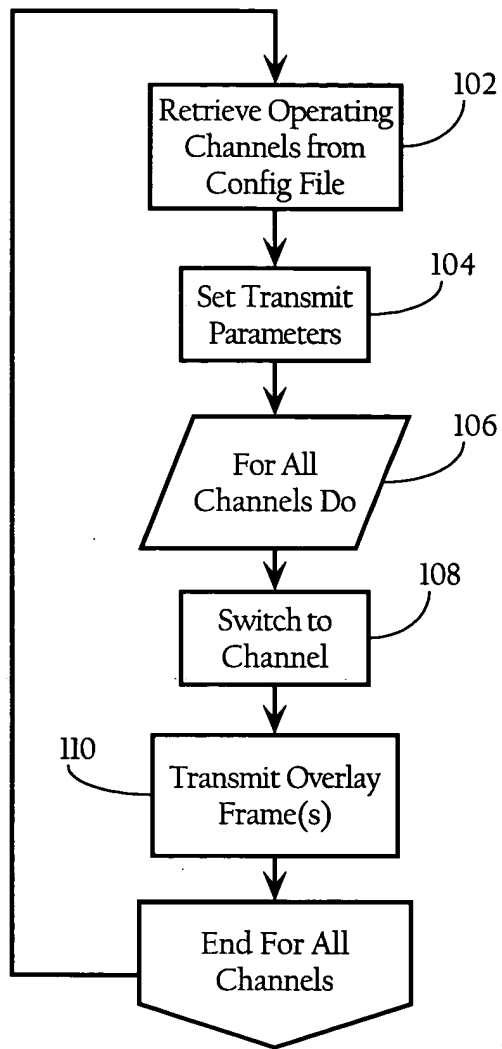 102
Retrieve Operating
Channels from
Config File
104
Set Transmit
Parameters
106
For All
Channels Do
108
Switch to
Channel
110
Transmit Overlay
Frame(s)
End For All
Channels